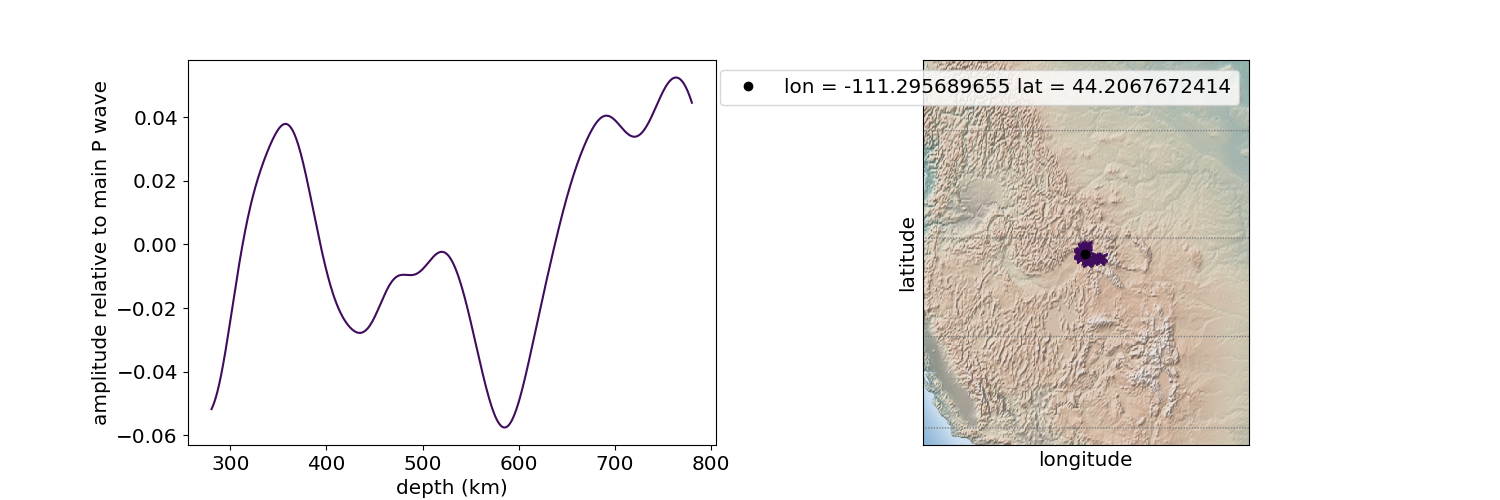 amplitude relative to main P wave
0.04
0.02
0.00
−0.02
−0.04
−0.06
300 400 500 600 700 800
depth (km)
lon = -111.295689655 lat = 44.2067672414
latitude
longitude